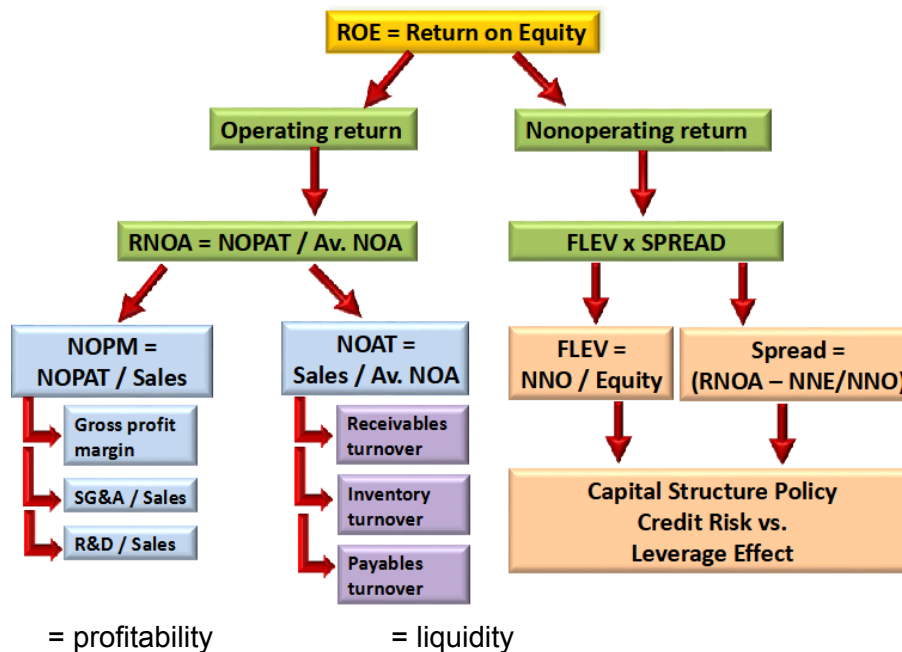 ROE = Return on Equity
Operating return
Nonoperating return
RNOA = NOPAT / Av. NOA
FLEV x SPREAD
NOPM =
NOPAT / Sales
NOAT =
Sales / Av. NOA
FLEV =
NNO / Equity
Spread =
(RNOA – NNE/NNO)
Gross profit
margin
SG&A / Sales
R&D / Sales
Receivables
turnover
Inventory
turnover
Payables
turnover
Capital Structure Policy
Credit Risk vs.
Leverage Effect
= profitability
= liquidity